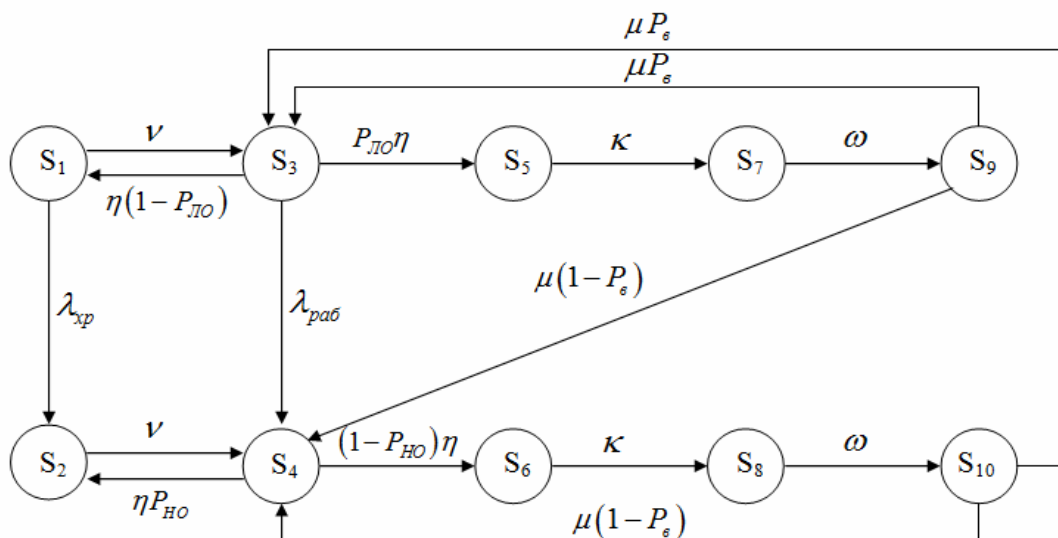 μP_в
μP_в
ν P_ЛО η κ ω
S₁ S₃ S₅ S₇ S₉
η(1−P_ЛО)
μ(1−P_в)
λ_хр λ_раб
ν (1−P_НО)η κ ω
S₂ S₄ S₆ S₈ S₁₀
ηP_НО μ(1−P_в)